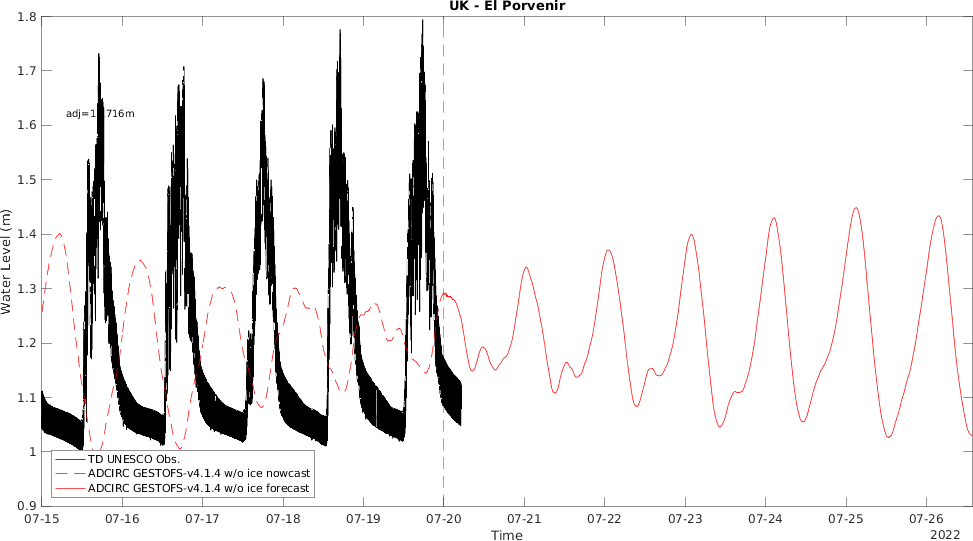 UK - El Porvenir
1.8
1.7
1.6
1.5
1.4
1.3
1.2
1.1
1
0.9
Water Level (m)
TD UNESCO Obs.
ADCIRC GESTOFS-v4.1.4 w/o ice nowcast
ADCIRC GESTOFS-v4.1.4 w/o ice forecast
07-15 07-16 07-17 07-18 07-19 07-20 07-21 07-22 07-23 07-24 07-25 07-26
Time
2022